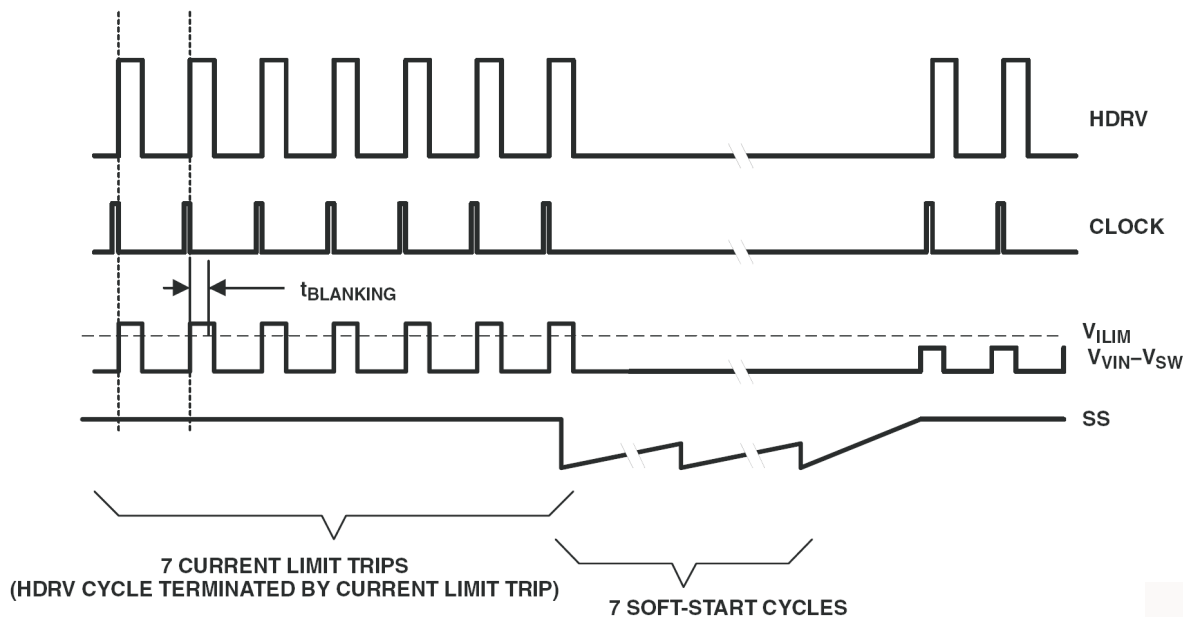 HDRV
CLOCK
tBLANKING
VILIM
VVIN–VSW
SS
7 CURRENT LIMIT TRIPS
(HDRV CYCLE TERMINATED BY CURRENT LIMIT TRIP)
7 SOFT-START CYCLES